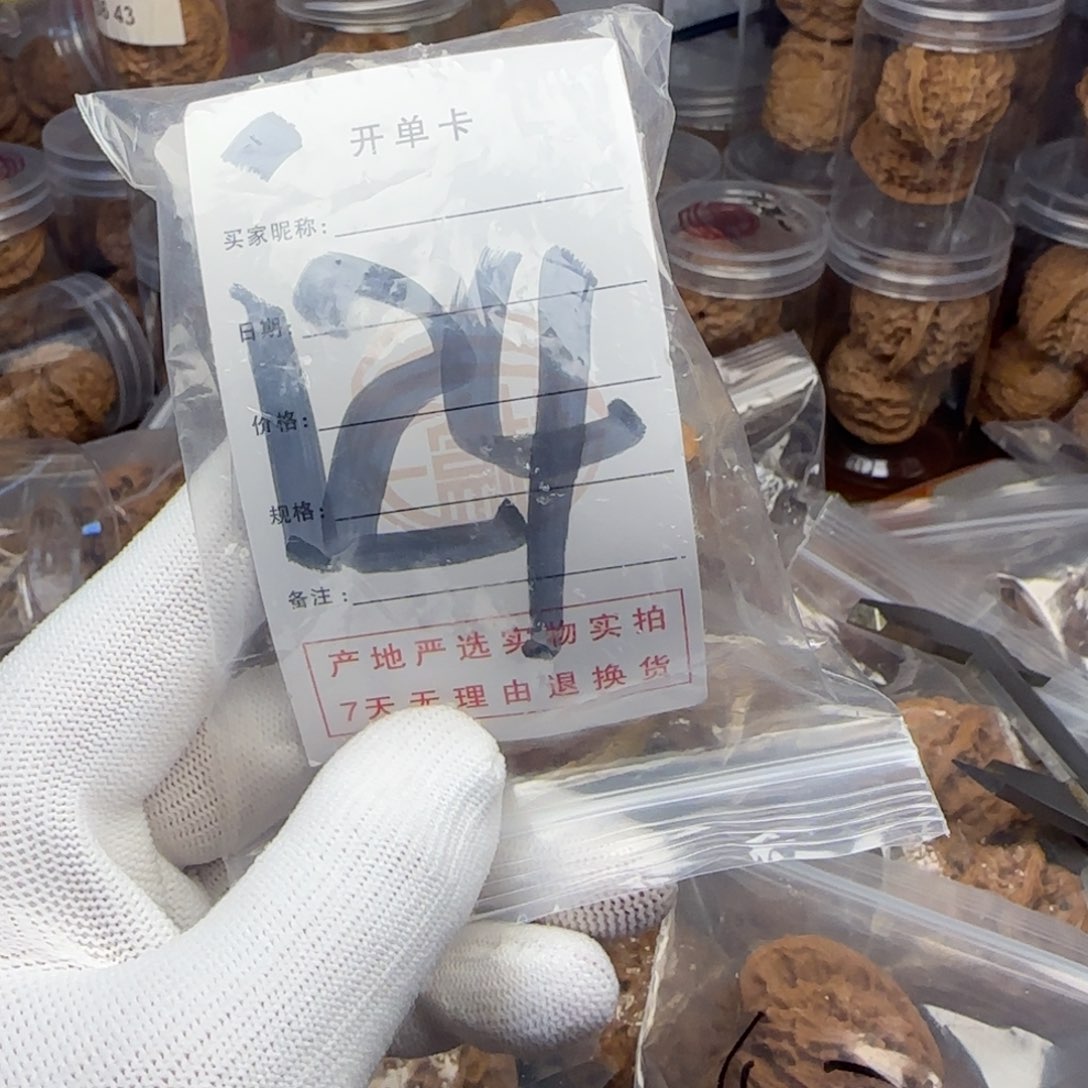 43
开单卡
买家昵称:
日期:
124
价格:
规格:
备注:
产地严选实物实拍
7天无理由退换货